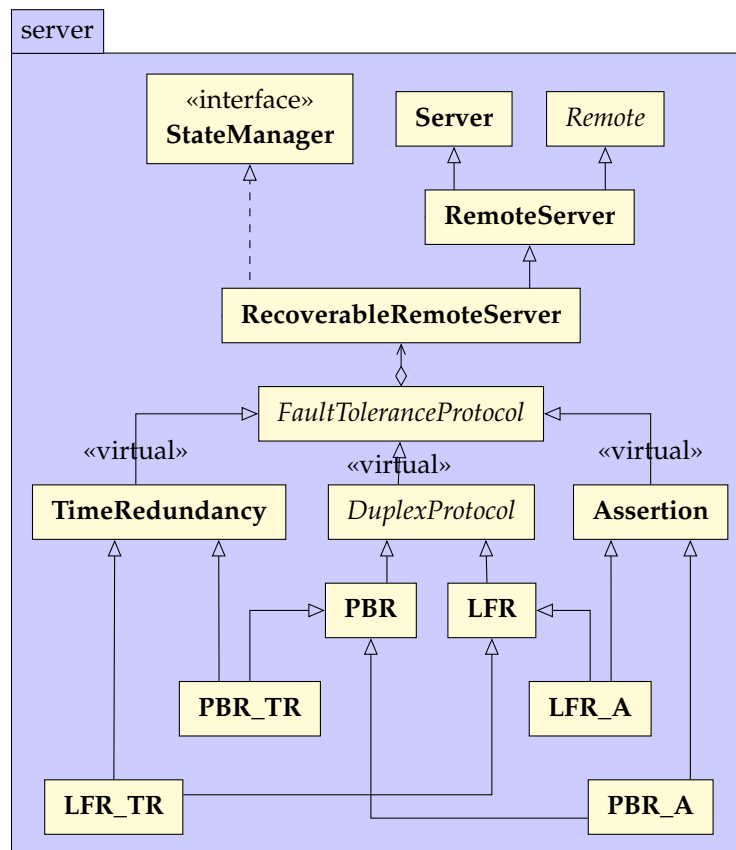 server
«interface»
StateManager
Server
Remote
RemoteServer
RecoverableRemoteServer
FaultToleranceProtocol
«virtual»
«virtual»
«virtual»
TimeRedundancy
DuplexProtocol
Assertion
PBR
LFR
PBR_TR
LFR_A
LFR_TR
PBR_A